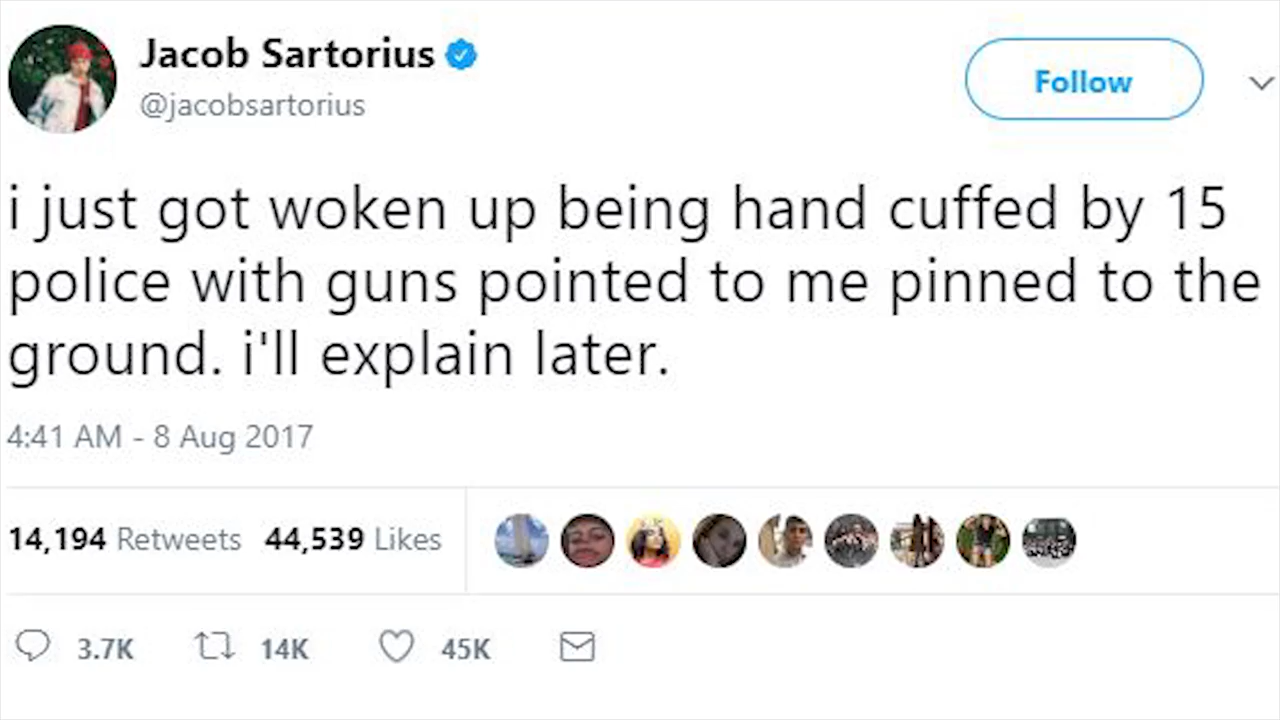 Jacob Sartorius
@jacobsartorius
Follow
i just got woken up being hand cuffed by 15
police with guns pointed to me pinned to the
ground. i'll explain later.
4:41 AM - 8 Aug 2017
14,194 Retweets 44,539 Likes
3.7K 14K 45K